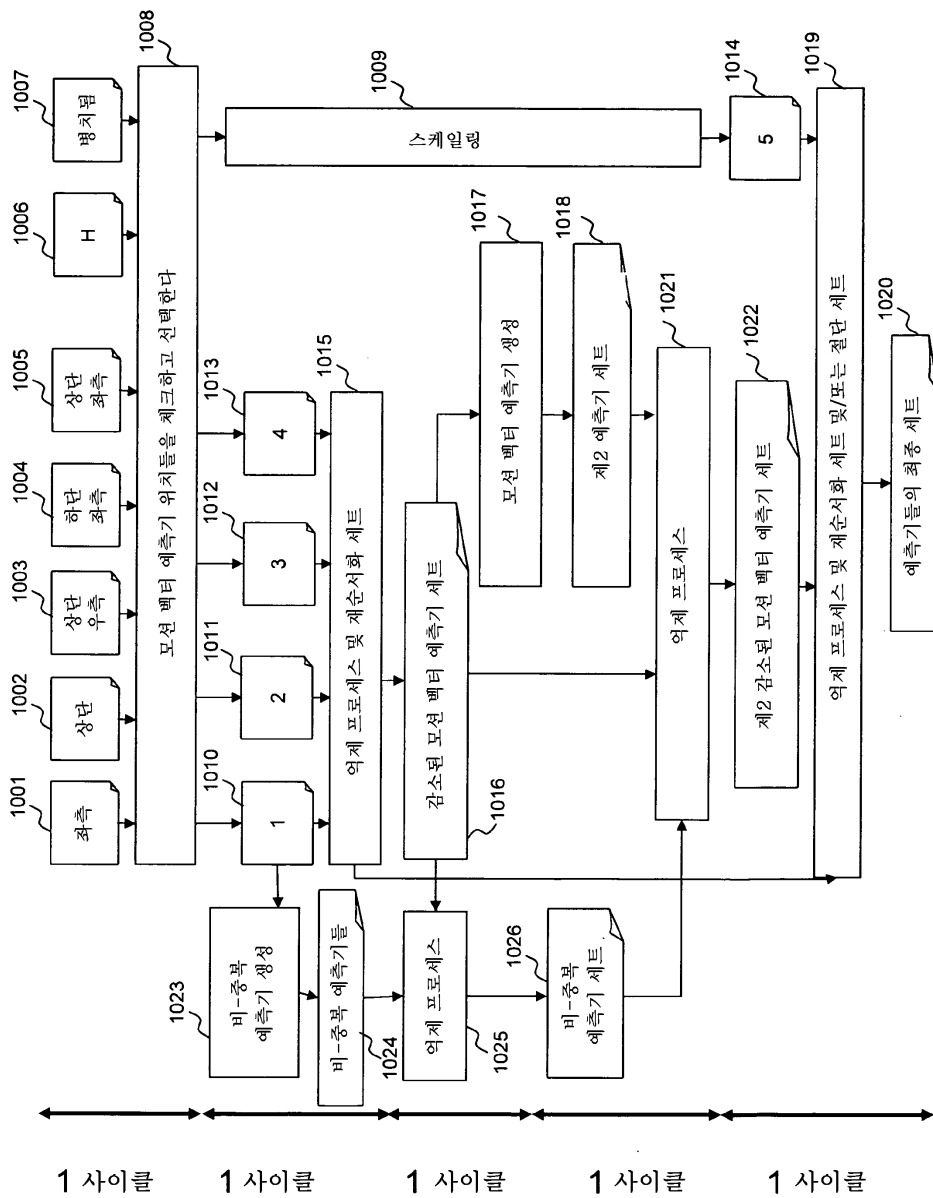 1001
1002
1003
1004
1005
1006
1007
좌측
상단
상단
우측
하단
좌측
상단
좌측
H
병치됨
1008
모션 벡터 예측기 위치들을 체크하고 선택한다
1009
스케일링
1010
1011
1012
1013
1
2
3
4
1014
5
1023
비-중복
예측기 생성
1015
억제 프로세스 및 재순서화 세트
비-중복 예측기들
1024
감소된 모션 벡터 예측기 세트
1016
억제 프로세스
1025
1017
모션 벡터 예측기 생성
1018
제2 예측기 세트
1026
비-중복
예측기 세트
1021
억제 프로세스
1022
제2 감소된 모션 벡터 예측기 세트
1019
억제 프로세스 및 재순서화 세트 및/또는 절단 세트
1020
예측기들의 최종 세트
1 사이클
1 사이클
1 사이클
1 사이클
1 사이클